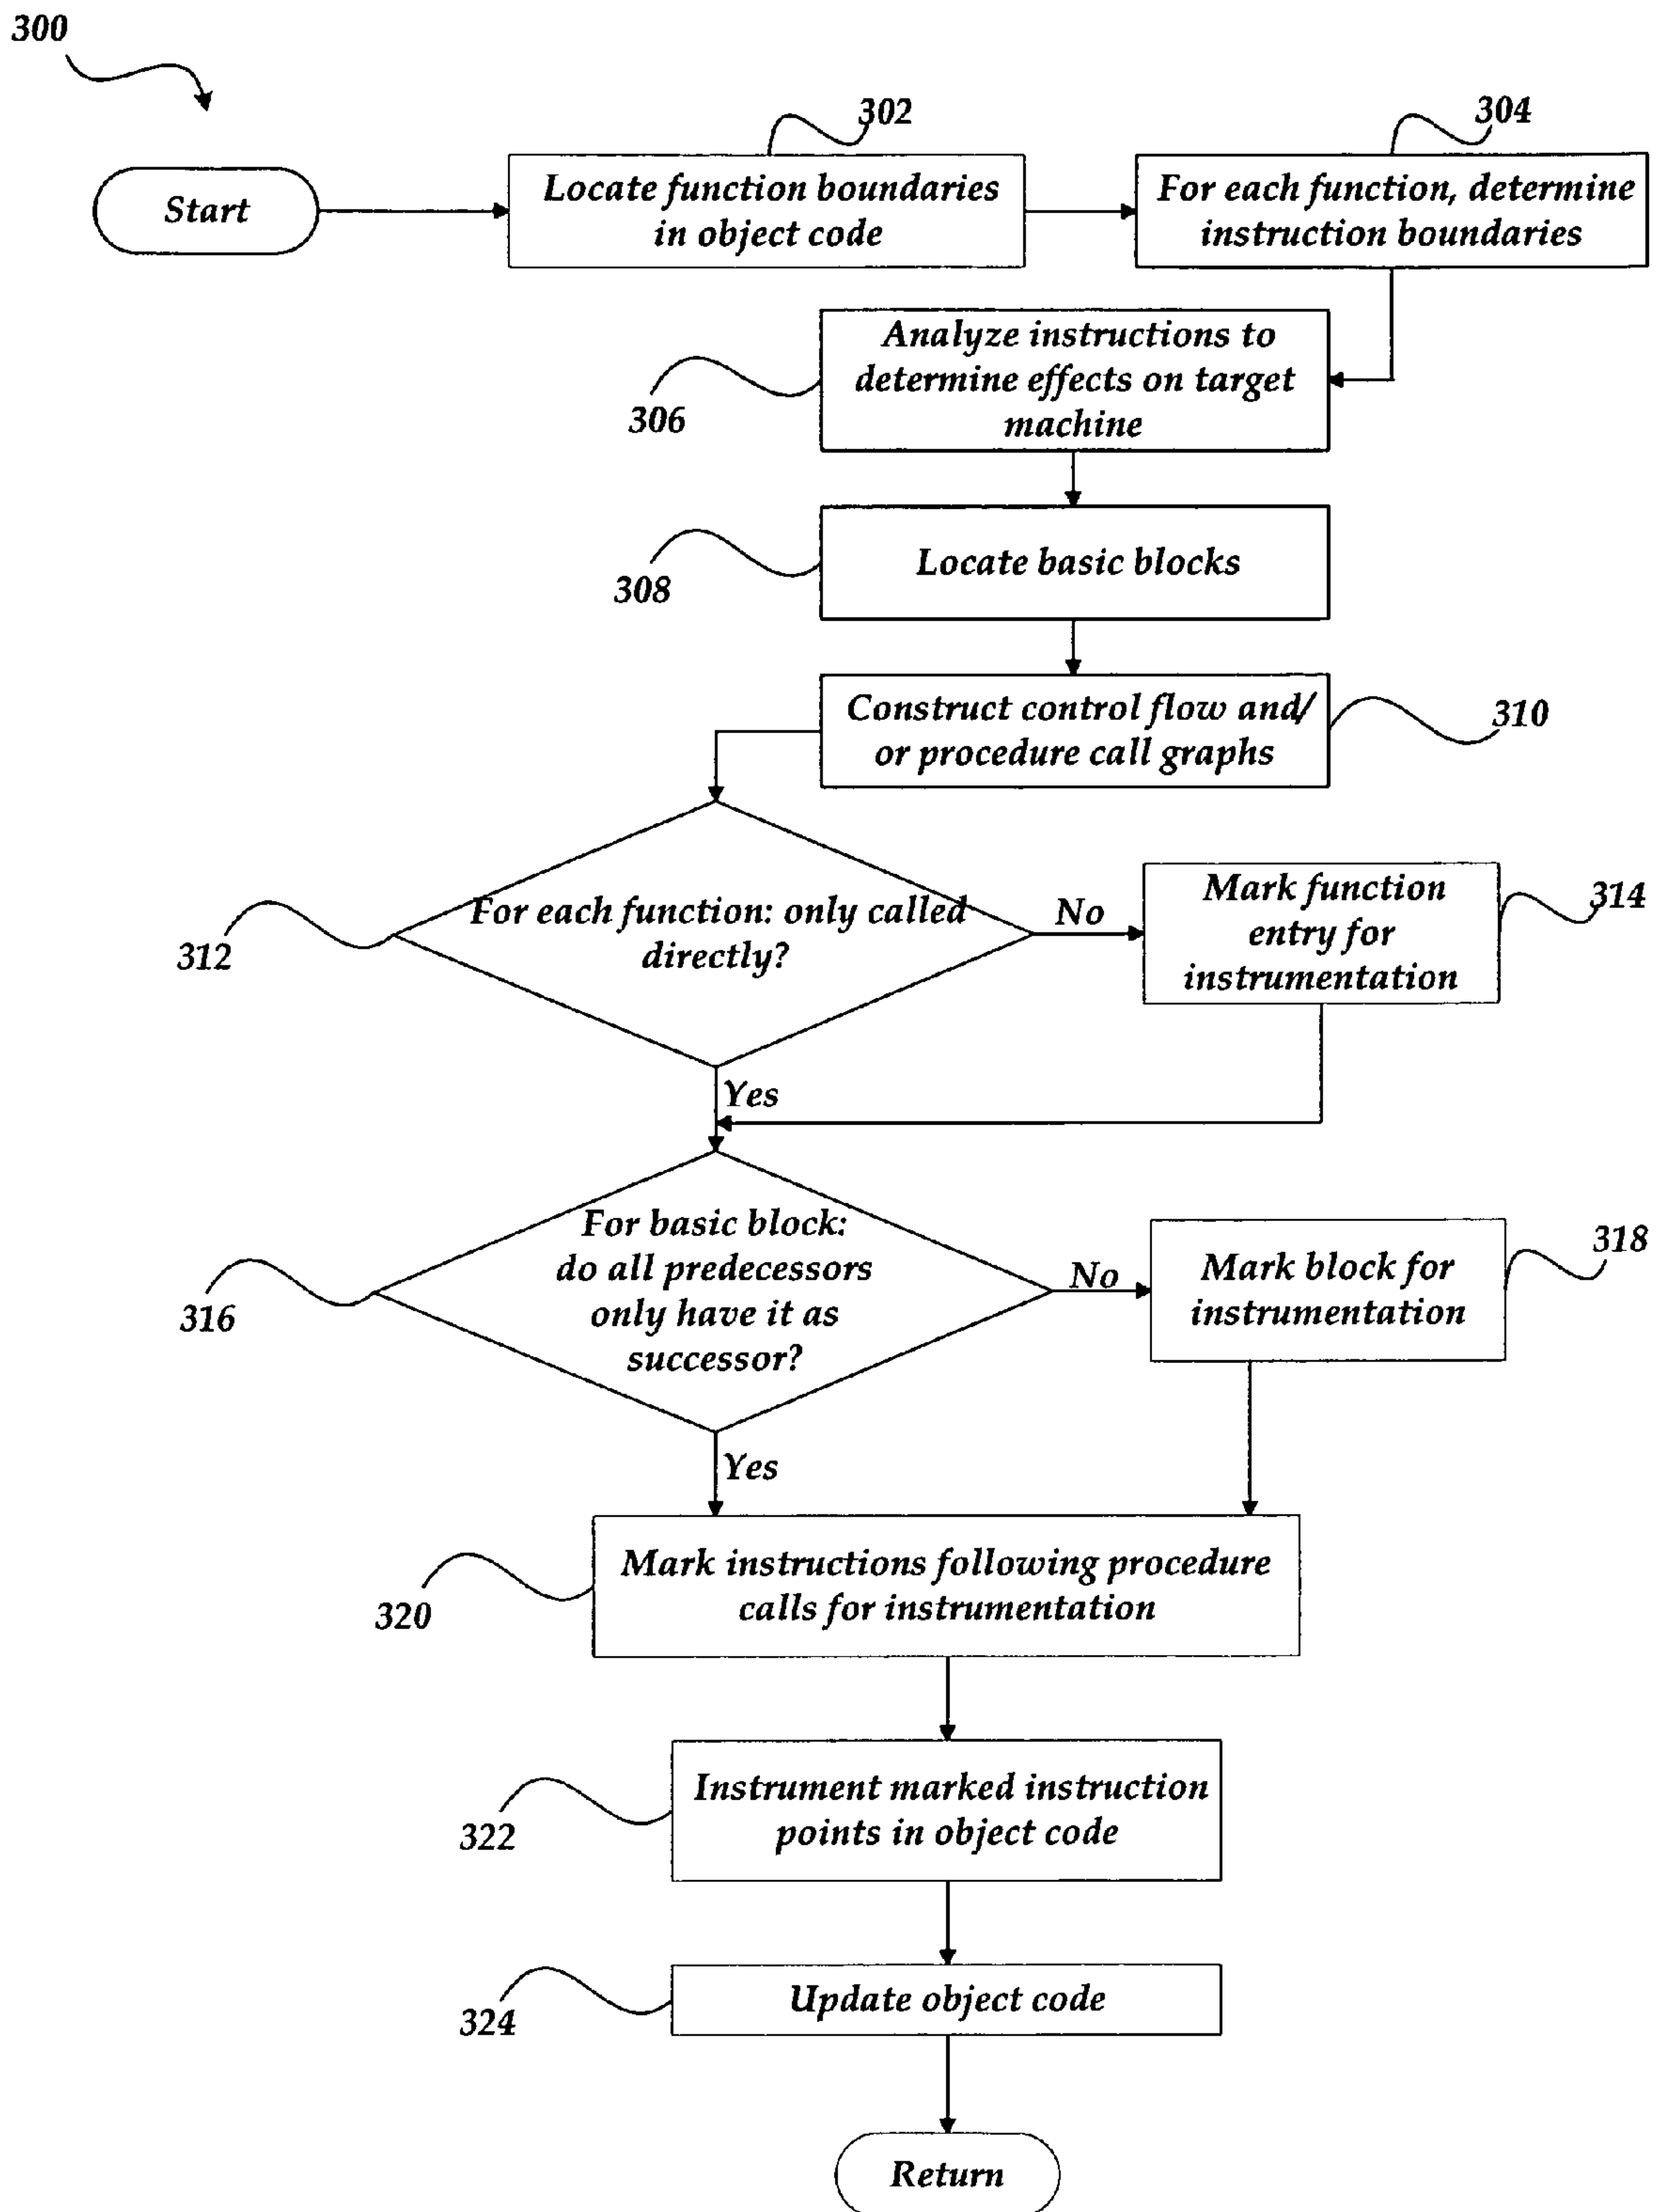 300
302
304
Start
Locate function boundaries
in object code
For each function, determine
instruction boundaries
Analyze instructions to
determine effects on target
machine
306
Locate basic blocks
308
Construct control flow and/
or procedure call graphs
310
For each function: only called
directly?
312
No
Mark function
entry for
instrumentation
314
Yes
For basic block:
do all predecessors
only have it as
successor?
316
No
Mark block for
instrumentation
318
Yes
Mark instructions following procedure
calls for instrumentation
320
Instrument marked instruction
points in object code
322
Update object code
324
Return